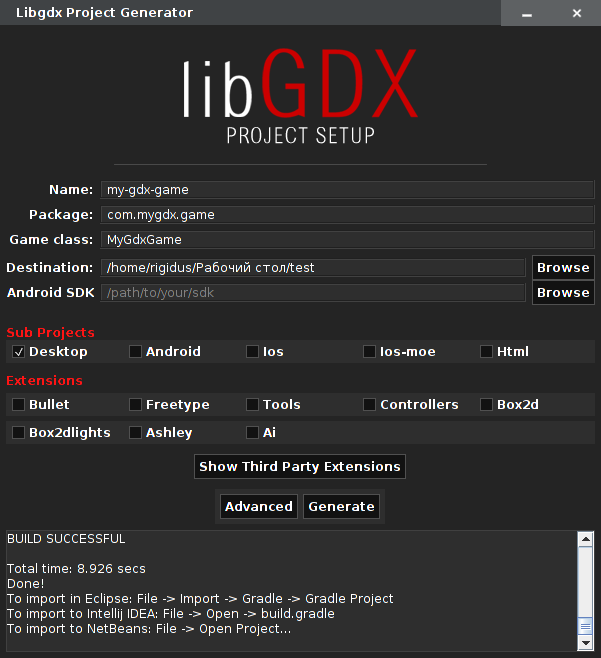 Libgdx Project Generator
libGDX
PROJECT SETUP
Name: my-gdx-game
Package: com.mygdx.game
Game class: MyGdxGame
Destination: /home/rigidus/Рабочий стол/test Browse
Android SDK /path/to/your/sdk Browse
Sub Projects
Desktop Android Ios Ios-moe Html
Extensions
Bullet Freetype Tools Controllers Box2d
Box2dlights Ashley Ai
Show Third Party Extensions
Advanced Generate
BUILD SUCCESSFUL
Total time: 8.926 secs
Done!
To import in Eclipse: File -> Import -> Gradle -> Gradle Project
To import to Intellij IDEA: File -> Open -> build.gradle
To import to NetBeans: File -> Open Project...